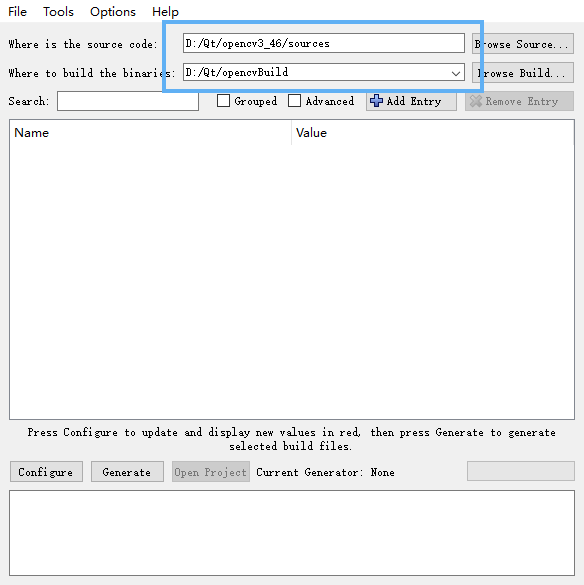 File Tools Options Help
Where is the source code: D:/Qt/opencv3_46/sources Browse Source...
Where to build the binaries: D:/Qt/opencvBuild Browse Build...
Search: Grouped Advanced Add Entry Remove Entry
Name Value
Press Configure to update and display new values in red, then press Generate to generate
selected build files.
Configure Generate Open Project Current Generator: None